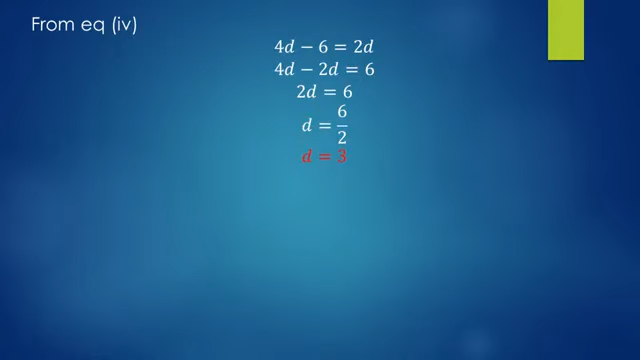 From eq (iv)
4d − 6 = 2d
4d − 2d = 6
2d = 6
d = 6/2
d = 3